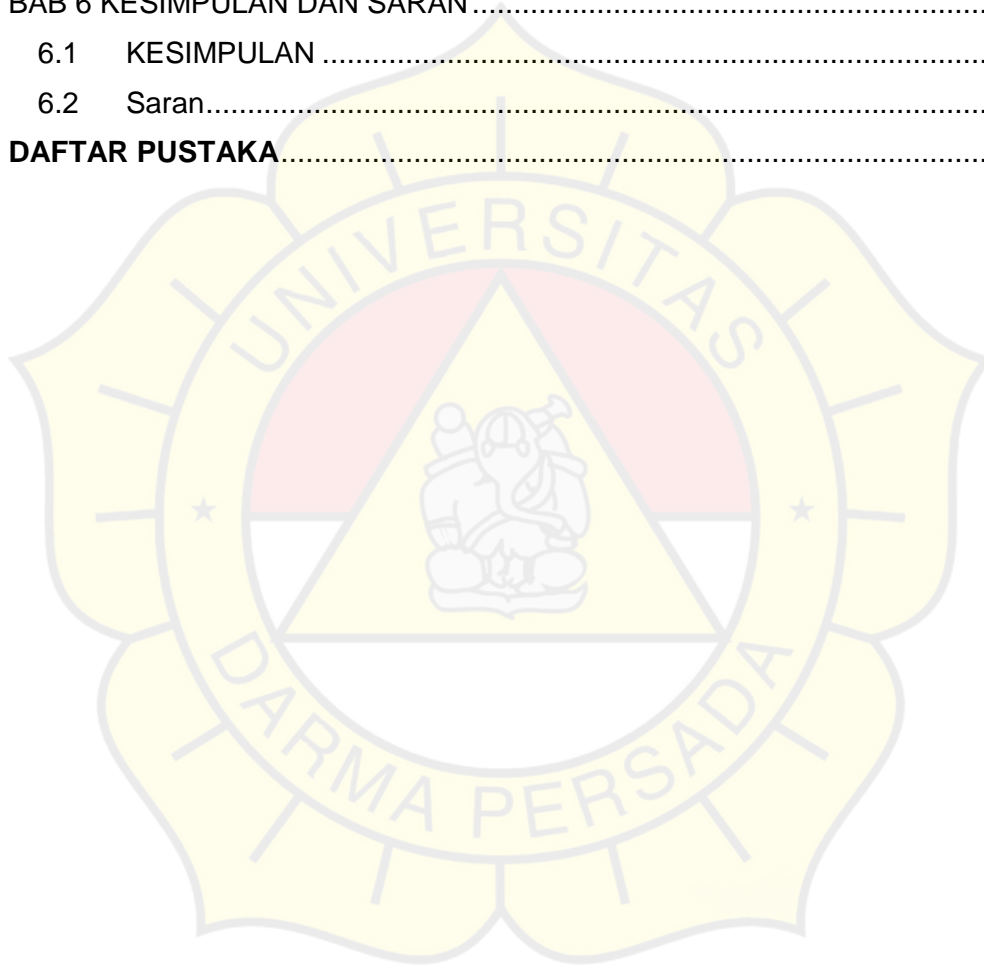 BAB 6 KESIMPULAN DAN SARAN........................................................................
6.1 KESIMPULAN .........................................................................................
6.2 Saran.......................................................................................................
DAFTAR PUSTAKA..........................................................................................
UNIVERSITAS
DARMA PERSADA